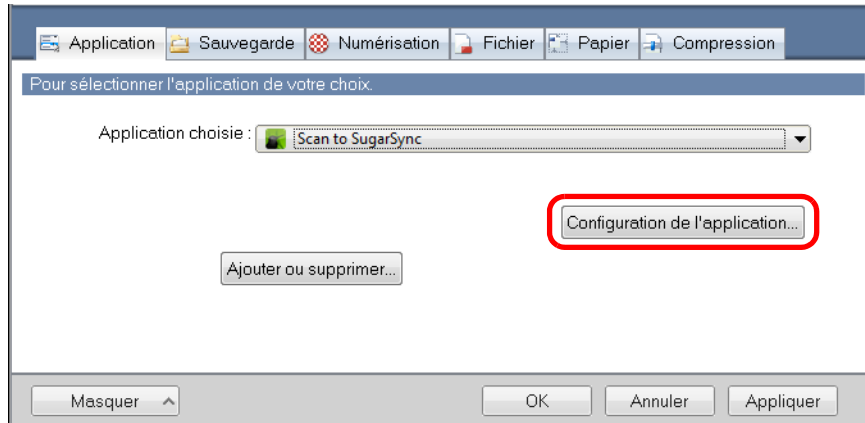 Application Sauvegarde Numérisation Fichier Papier Compression
Pour sélectionner l'application de votre choix.
Application choisie : Scan to SugarSync
Configuration de l'application...
Ajouter ou supprimer...
Masquer OK Annuler Appliquer